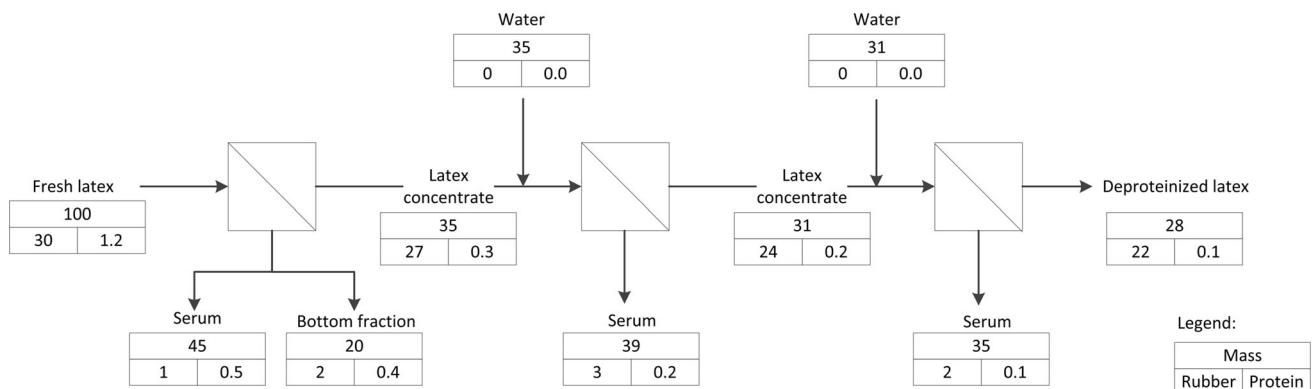 Water
35
0 0.0
Water
31
0 0.0
Fresh latex
100
30 1.2
Latex
concentrate
35
27 0.3
Latex
concentrate
31
24 0.2
Deproteinized latex
28
22 0.1
Serum
45
1 0.5
Bottom fraction
20
2 0.4
Serum
39
3 0.2
Serum
35
2 0.1
Legend:
Mass
Rubber Protein